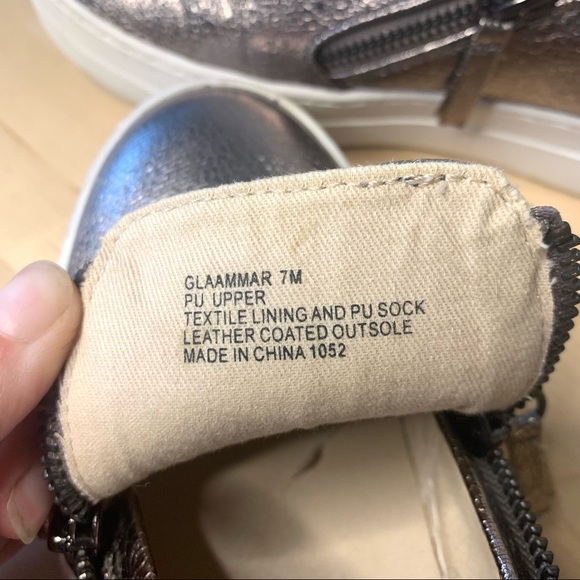 GLAAMMAR 7M
PU UPPER
TEXTILE LINING AND PU SOCK
LEATHER COATED OUTSOLE
MADE IN CHINA 1052